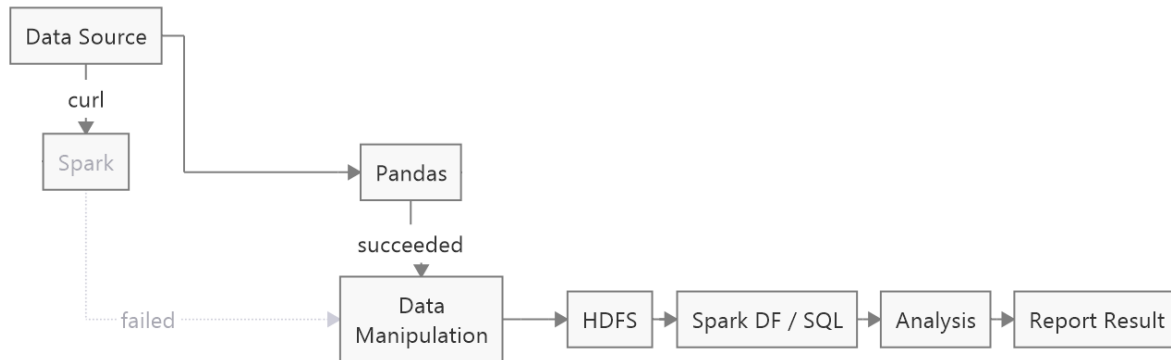 Data Source
curl
Spark
Pandas
succeeded
failed
Data
Manipulation
HDFS
Spark DF / SQL
Analysis
Report Result